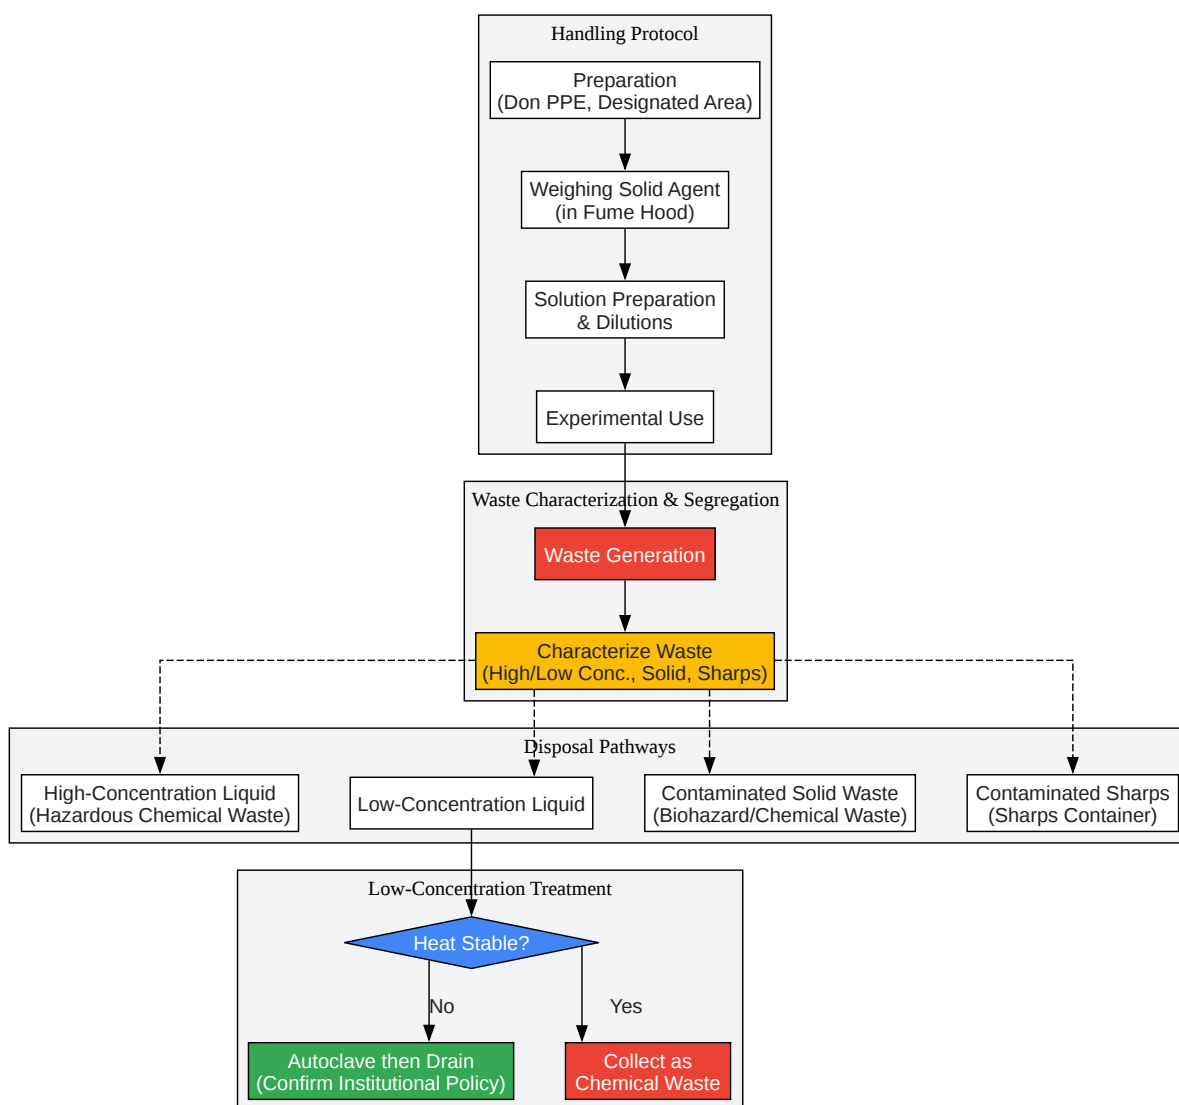 Handling Protocol
Preparation
(Don PPE, Designated Area)
Weighing Solid Agent
(in Fume Hood)
Solution Preparation
& Dilutions
Experimental Use
Waste Characterization & Segregation
Waste Generation
Characterize Waste
(High/Low Conc., Solid, Sharps)
Disposal Pathways
High-Concentration Liquid
(Hazardous Chemical Waste)
Low-Concentration Liquid
Contaminated Solid Waste
(Biohazard/Chemical Waste)
Contaminated Sharps
(Sharps Container)
Low-Concentration Treatment
Heat Stable?
No
Yes
Autoclave then Drain
(Confirm Institutional Policy)
Collect as
Chemical Waste